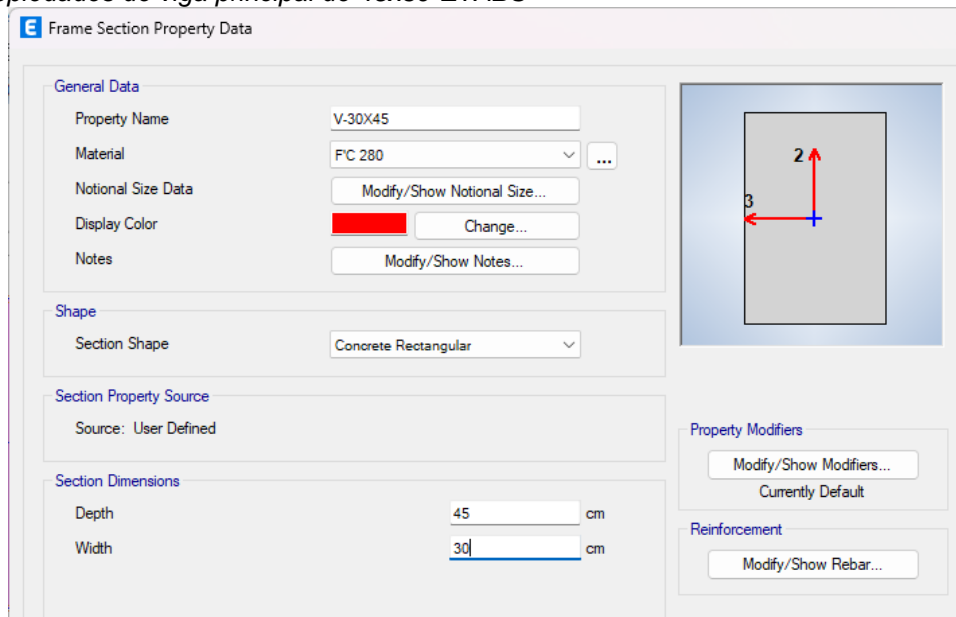 Frame Section Property Data
General Data
Property Name V-30X45
Material F'C 280 ...
Notional Size Data Modify/Show Notional Size...
Display Color Change...
Notes Modify/Show Notes...
2
3
Shape
Section Shape Concrete Rectangular
Section Property Source
Source: User Defined
Property Modifiers
Modify/Show Modifiers...
Currently Default
Section Dimensions
Depth 45 cm
Width 30 cm
Reinforcement
Modify/Show Rebar...